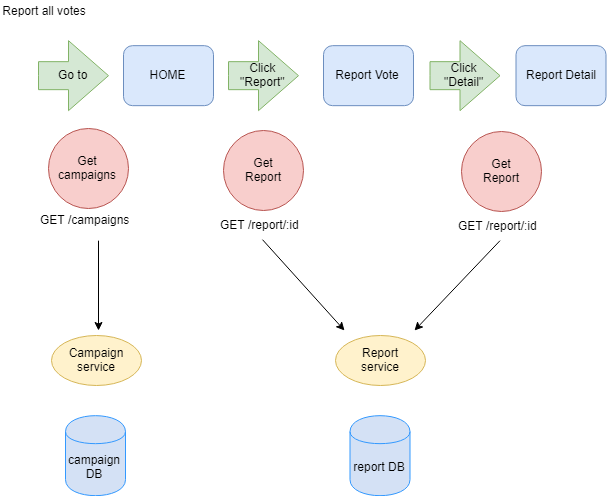 Report all votes
Go to
HOME
Click
"Report"
Report Vote
Click
"Detail"
Report Detail
Get
campaigns
Get
Report
Get
Report
GET /campaigns
GET /report/:id
GET /report/:id
Campaign
service
Report
service
campaign
DB
report DB